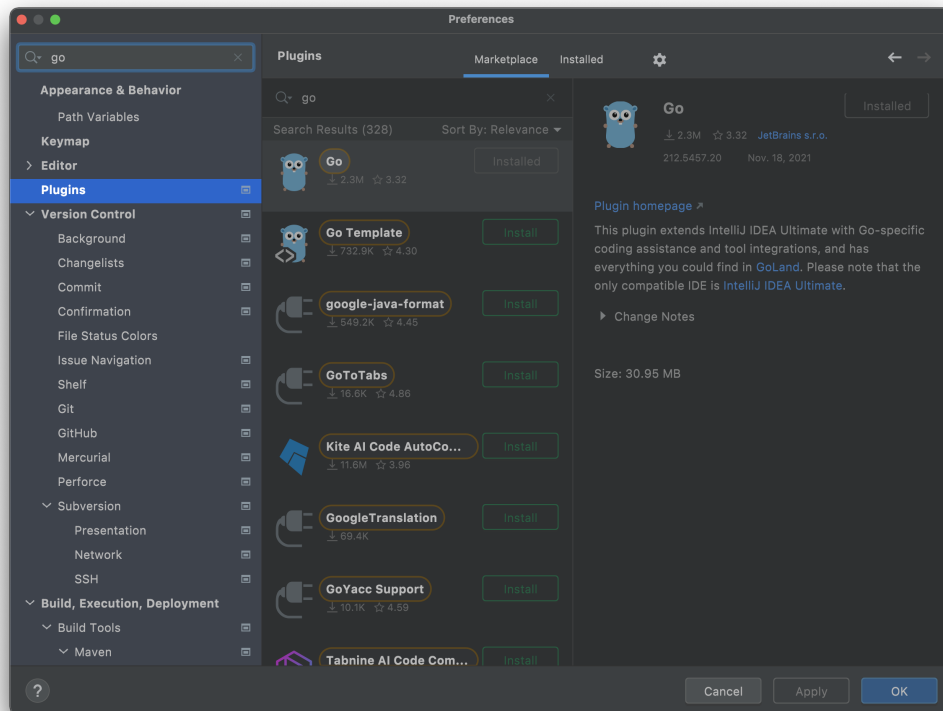 Preferences
go
Appearance & Behavior
Path Variables
Keymap
Editor
Plugins
Version Control
Background
Changelists
Commit
Confirmation
File Status Colors
Issue Navigation
Shelf
Git
GitHub
Mercurial
Perforce
Subversion
Presentation
Network
SSH
Build, Execution, Deployment
Build Tools
Maven
Plugins
Marketplace
Installed
go
Search Results (328)
Sort By: Relevance
Go
2.3M 3.32
Installed
Go Template
732.9K 4.30
Install
google-java-format
549.2K 4.45
Install
GoToTabs
16.6K 4.86
Install
Kite AI Code AutoCo...
11.6M 3.96
Install
GoogleTranslation
69.4K
Install
GoYacc Support
10.1K 4.59
Install
Tabnine AI Code Com...
Install
Go
Installed
2.3M 3.32 JetBrains s.r.o.
212.5457.20 Nov. 18, 2021
Plugin homepage ↗
This plugin extends IntelliJ IDEA Ultimate with Go-specific
coding assistance and tool integrations, and has
everything you could find in GoLand. Please note that the
only compatible IDE is IntelliJ IDEA Ultimate.
Change Notes
Size: 30.95 MB
?
Cancel
Apply
OK